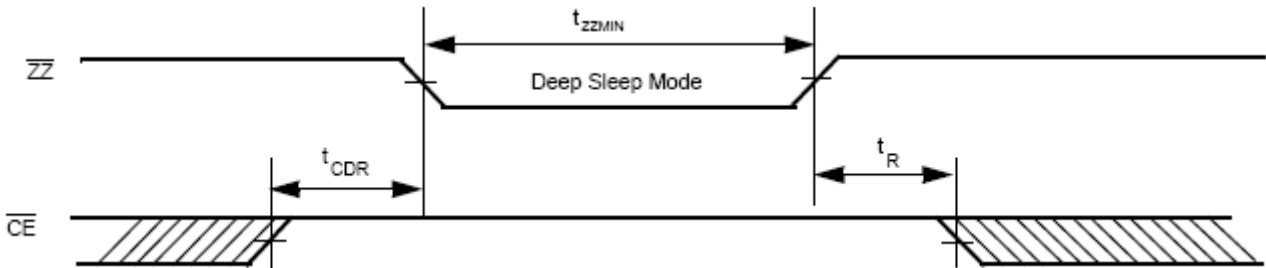 tZZMIN
ZZ
Deep Sleep Mode
tCDR
tR
CE